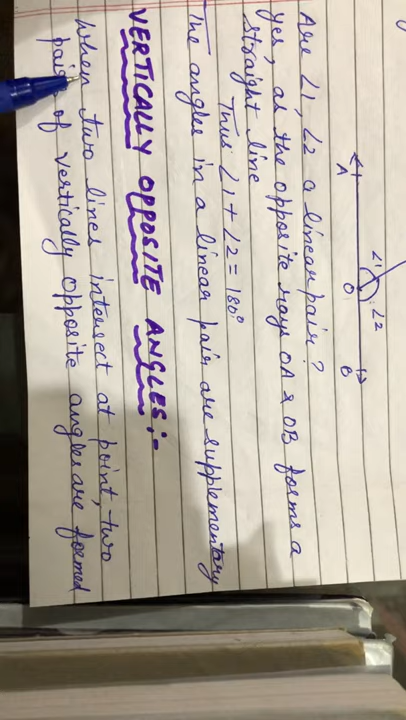 ∠1 ∠2
A O B
Are ∠1, ∠2 a linear pair?
yes, as the opposite rays OA & OB forms a
straight line
Thus ∠1 + ∠2 = 180°
The angles in a linear pair are supplementary
VERTICALLY OPPOSITE ANGLES:-
When two lines intersect at point, two
pairs of vertically opposite angles are formed